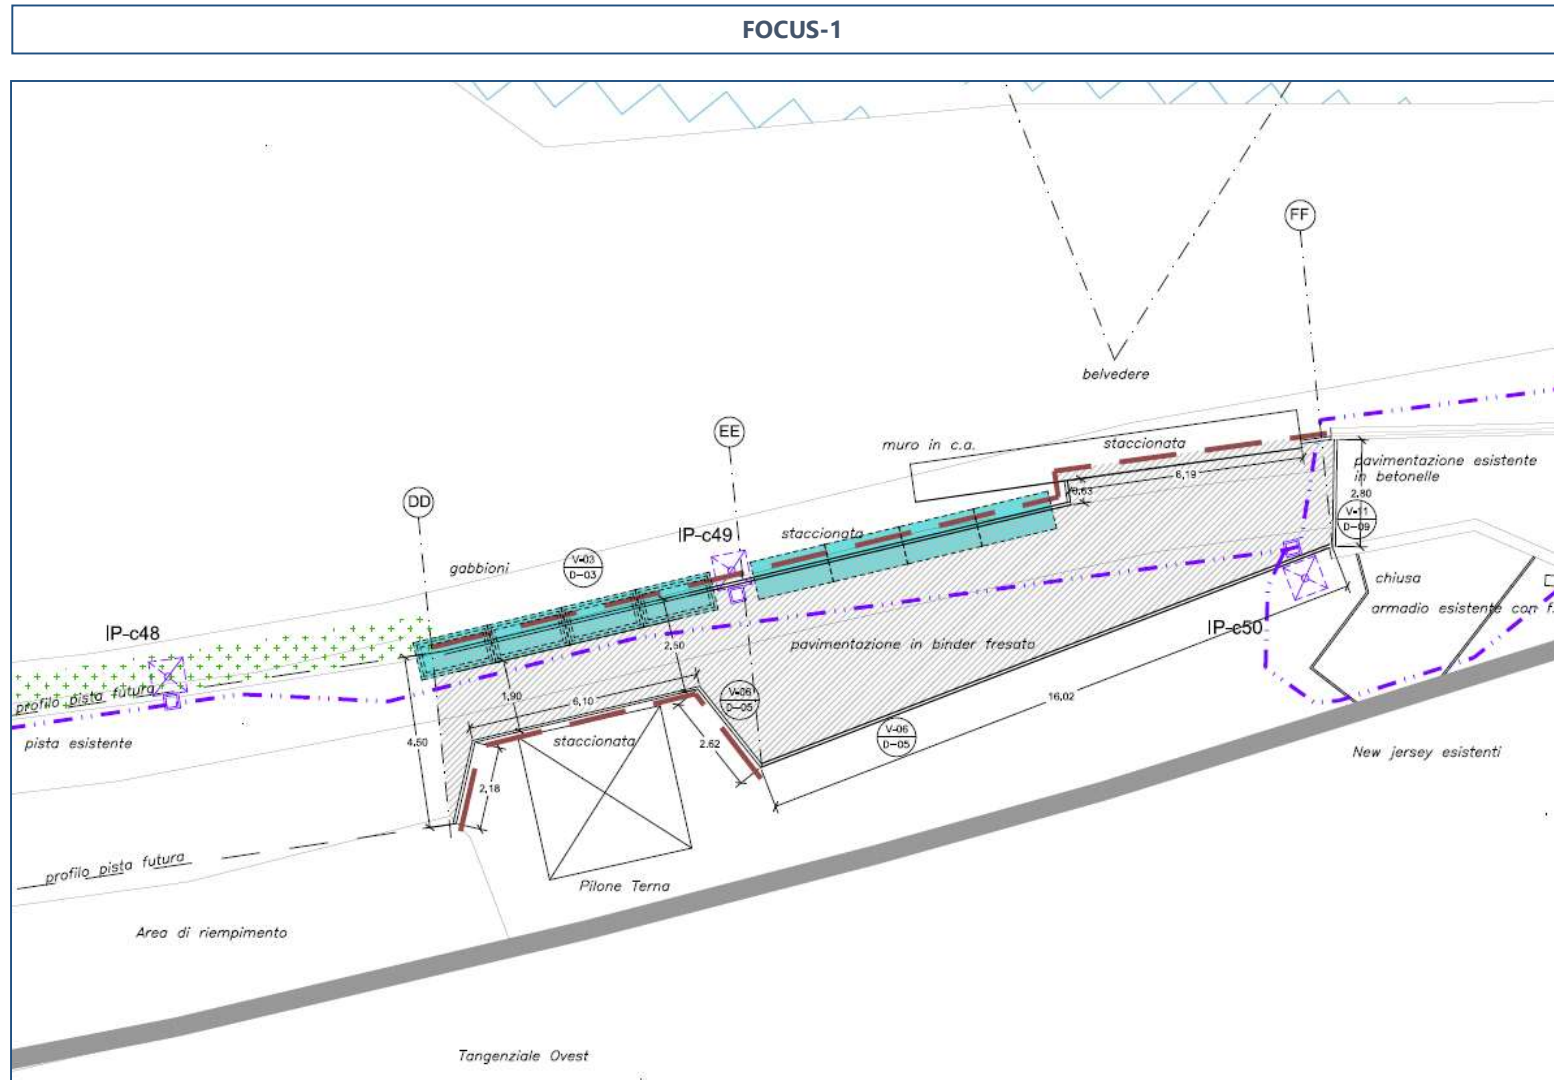 FOCUS-1
FF
belvedere
EE
muro in c.a.
staccionata
6,19
pavimentazione esistente
in betonelle
2,80
V-11
D-09
0,63
DD
IP-c49
staccionata
V-03
D-03
gabbioni
chiusa
armadio esistente con f.
IP-c48
IP-c50
2,50
pavimentazione in binder fresato
profilo pista futura
1,90
6,10
V-06
D-05
16,02
pista esistente
4,50
staccionata
2,62
V-06
D-05
New jersey esistenti
2,18
profilo pista futura
Pilone Terna
Area di riempimento
Tangenziale Ovest